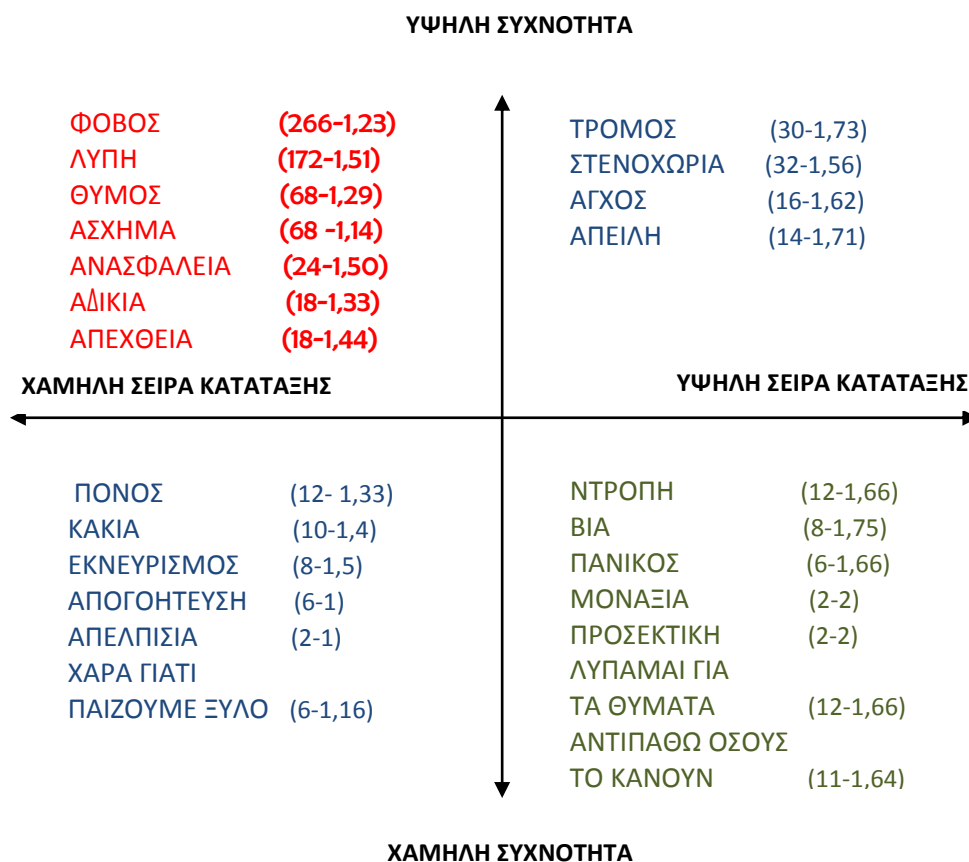 ΥΨΗΛΗ ΣΥΧΝΟΤΗΤΑ
ΦΟΒΟΣ (266-1,23)
ΛΥΠΗ (172-1,51)
ΘΥΜΟΣ (68-1,29)
ΑΣΧΗΜΑ (68 -1,14)
ΑΝΑΣΦΑΛΕΙΑ (24-1,50)
ΑΔΙΚΙΑ (18-1,33)
ΑΠΕΧΘΕΙΑ (18-1,44)
ΤΡΟΜΟΣ (30-1,73)
ΣΤΕΝΟΧΩΡΙΑ (32-1,56)
ΑΓΧΟΣ (16-1,62)
ΑΠΕΙΛΗ (14-1,71)
ΧΑΜΗΛΗ ΣΕΙΡΑ ΚΑΤΑΤΑΞΗΣ
ΥΨΗΛΗ ΣΕΙΡΑ ΚΑΤΑΤΑΞΗΣ
ΠΟΝΟΣ (12- 1,33)
ΚΑΚΙΑ (10-1,4)
ΕΚΝΕΥΡΙΣΜΟΣ (8-1,5)
ΑΠΟΓΟΗΤΕΥΣΗ (6-1)
ΑΠΕΛΠΙΣΙΑ (2-1)
ΧΑΡΑ ΓΙΑΤΙ
ΠΑΙΖΟΥΜΕ ΞΥΛΟ (6-1,16)
ΝΤΡΟΠΗ (12-1,66)
ΒΙΑ (8-1,75)
ΠΑΝΙΚΟΣ (6-1,66)
ΜΟΝΑΞΙΑ (2-2)
ΠΡΟΣΕΚΤΙΚΗ (2-2)
ΛΥΠΑΜΑΙ ΓΙΑ
ΤΑ ΘΥΜΑΤΑ (12-1,66)
ΑΝΤΙΠΑΘΩ ΟΣΟΥΣ
ΤΟ ΚΑΝΟΥΝ (11-1,64)
ΧΑΜΗΛΗ ΣΥΧΝΟΤΗΤΑ